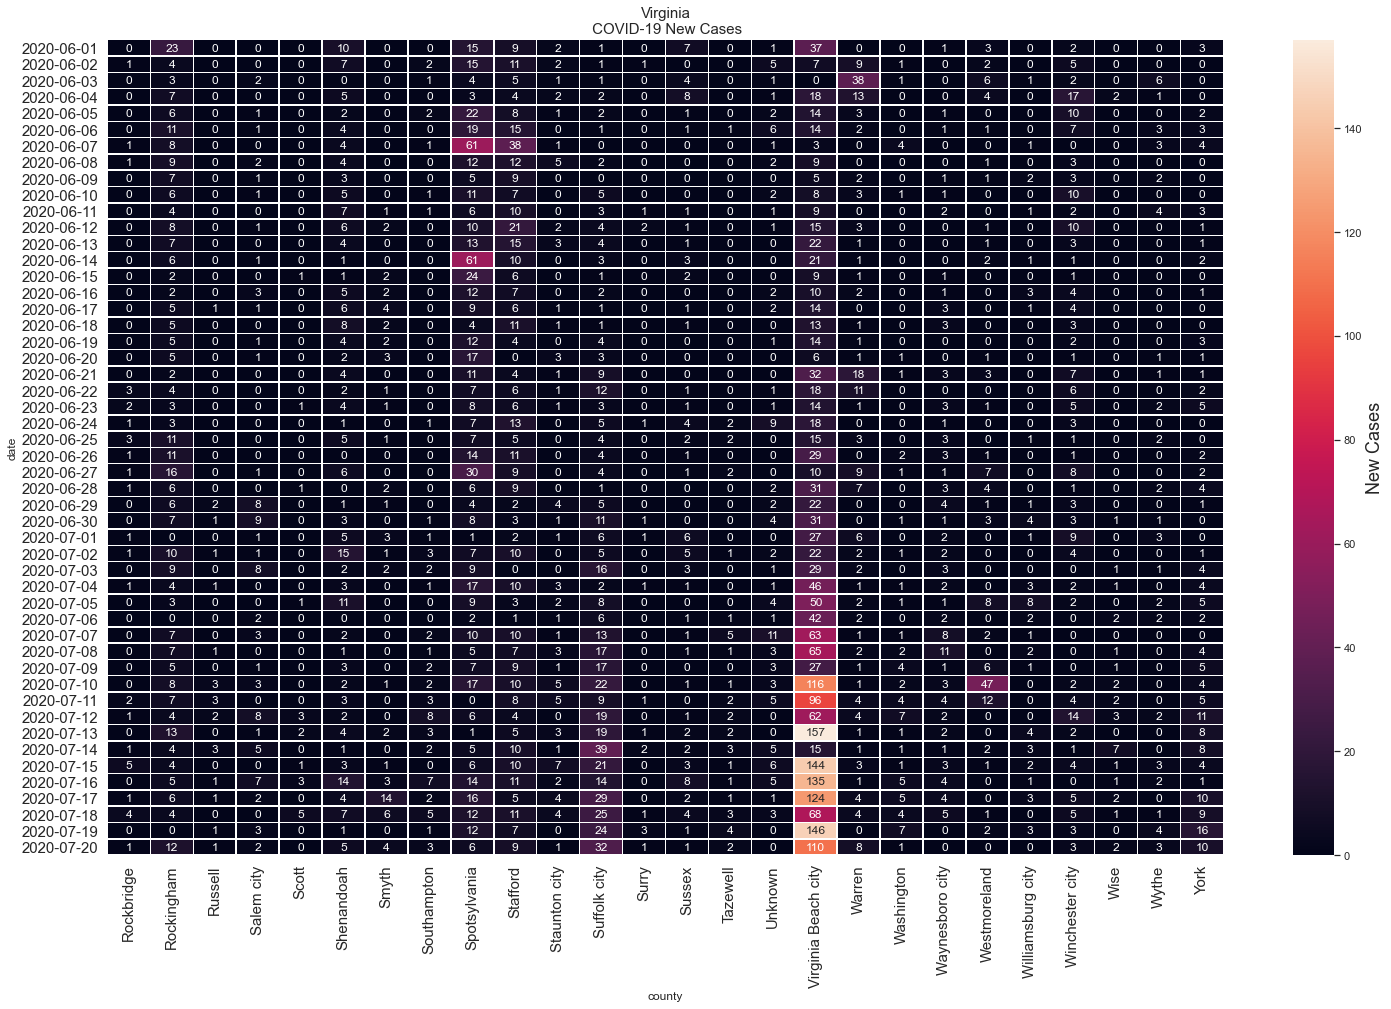 Virginia
COVID-19 New Cases
2020-06-01 0 23 0 0 0 10 0 0 15 9 2 1 0 7 0 1 37 0 0 1 3 0 2 0 0 3
2020-06-02 1 4 0 0 0 7 0 2 15 11 2 1 1 0 0 5 7 9 1 0 2 0 5 0 0 0
2020-06-03 0 3 0 2 0 0 0 1 4 5 1 1 0 4 0 1 0 38 1 0 6 1 2 0 6 0
2020-06-04 0 7 0 0 0 5 0 0 3 4 2 2 0 8 0 1 18 13 0 0 4 0 17 2 1 0
2020-06-05 0 6 0 1 0 2 0 2 22 8 1 2 0 1 0 2 14 3 0 1 0 0 10 0 0 2
2020-06-06 0 11 0 1 0 4 0 0 19 15 0 1 0 1 1 6 14 2 0 1 1 0 7 0 3 2
2020-06-07 1 8 0 0 0 4 0 1 61 38 1 0 0 0 0 1 3 0 4 0 0 1 0 0 3 4
2020-06-08 1 9 0 2 0 4 0 0 12 12 5 2 0 0 0 2 9 0 0 0 1 0 3 0 0 0
2020-06-09 0 7 0 1 0 3 0 0 5 9 0 0 0 0 0 0 5 2 0 1 1 2 3 0 2 0
2020-06-10 0 6 0 1 0 5 0 1 11 7 0 5 0 0 0 2 8 3 1 1 0 0 10 0 0 0
2020-06-11 0 4 0 0 0 7 1 1 6 10 0 3 1 1 0 1 9 0 0 2 0 1 2 0 4 3
2020-06-12 0 8 0 1 0 6 2 0 10 21 2 4 2 1 0 1 15 3 0 0 1 0 10 0 0 1
2020-06-13 0 7 0 0 0 4 0 0 13 15 3 4 0 1 0 0 22 1 0 0 1 0 3 0 0 1
2020-06-14 0 6 0 1 0 1 0 0 61 10 0 3 0 3 0 0 21 1 0 0 2 1 1 0 0 2
2020-06-15 0 2 0 0 1 1 2 0 24 6 0 1 0 2 0 0 9 1 0 1 0 0 1 0 0 0
2020-06-16 0 2 0 3 0 5 2 0 12 7 0 2 0 0 0 2 10 2 0 1 0 3 4 0 0 1
2020-06-17 0 5 1 1 0 6 4 0 9 6 1 1 0 1 0 2 14 0 0 3 0 1 4 0 0 0
2020-06-18 0 5 0 0 0 8 2 0 4 11 1 1 0 1 0 0 13 1 0 3 0 0 3 0 0 0
2020-06-19 0 5 0 1 0 4 2 0 12 4 0 4 0 0 0 1 14 1 0 0 0 0 2 0 0 3
2020-06-20 0 5 0 1 0 2 3 0 17 0 3 3 0 0 0 0 6 1 1 0 1 0 1 0 1 1
2020-06-21 0 2 0 0 0 4 0 0 11 4 1 9 0 0 0 0 32 18 1 3 3 0 7 0 1 1
2020-06-22 3 4 0 0 0 2 1 0 7 6 1 12 0 1 0 1 18 11 0 0 0 0 6 0 0 2
2020-06-23 2 3 0 0 1 4 1 0 8 6 1 3 0 1 0 1 14 1 0 3 1 0 5 0 2 5
2020-06-24 1 3 0 0 0 1 0 1 7 13 0 5 1 4 2 9 18 0 0 1 0 0 3 0 0 0
2020-06-25 3 11 0 0 0 5 1 0 7 5 0 4 0 2 2 0 15 3 0 3 0 1 1 0 2 0
2020-06-26 1 11 0 0 0 0 0 0 14 11 0 4 0 1 0 0 29 0 2 3 1 0 1 0 0 2
2020-06-27 1 16 0 1 0 6 0 0 30 9 0 4 0 1 2 0 10 9 1 1 7 0 8 0 0 2
2020-06-28 1 6 0 0 1 0 2 0 6 9 0 1 0 0 0 2 31 7 0 3 4 0 1 0 2 4
2020-06-29 0 6 2 8 0 1 1 0 4 2 4 5 0 0 0 2 22 0 0 4 1 1 3 0 0 1
2020-06-30 0 7 1 9 0 3 0 1 8 3 1 11 1 0 0 4 31 0 1 1 3 4 3 1 1 0
2020-07-01 1 0 0 1 0 5 3 1 1 2 1 6 1 6 0 0 27 6 0 2 0 1 9 0 3 0
2020-07-02 1 10 1 1 0 15 1 3 7 10 0 5 0 5 1 2 22 2 1 2 0 0 4 0 0 1
2020-07-03 0 9 0 8 0 2 2 2 9 0 0 16 0 3 0 1 29 2 0 3 0 0 0 1 1 4
2020-07-04 1 4 1 0 0 3 0 1 17 10 3 2 1 1 0 1 46 1 1 2 0 3 2 1 0 4
2020-07-05 0 3 0 0 1 11 0 0 9 3 2 8 0 0 0 4 50 2 1 1 8 8 2 0 2 5
2020-07-06 0 0 0 2 0 0 0 0 2 1 1 6 0 1 1 1 42 2 0 2 0 2 0 2 2 2
2020-07-07 0 7 0 3 0 2 0 2 10 10 1 13 0 1 5 11 63 1 1 8 2 1 0 0 0 0
2020-07-08 0 7 1 0 0 1 0 1 5 7 3 17 0 1 1 3 65 2 2 11 0 2 0 1 0 4
2020-07-09 0 5 0 1 0 3 0 2 7 9 1 17 0 0 0 3 27 1 4 1 6 1 0 1 0 5
2020-07-10 0 8 3 3 0 2 1 2 17 10 5 22 0 1 1 3 116 1 2 3 47 0 2 2 0 4
2020-07-11 2 7 3 0 0 3 0 3 0 8 5 9 1 0 2 5 96 4 4 4 12 0 4 2 0 5
2020-07-12 1 4 2 8 3 2 0 8 6 4 0 19 0 1 2 0 62 4 7 2 0 0 14 3 2 11
2020-07-13 0 13 0 1 2 4 2 3 1 5 3 19 1 2 2 0 157 1 1 2 0 4 2 0 0 8
2020-07-14 1 4 3 5 0 1 0 2 5 10 1 39 2 2 3 5 15 1 1 1 2 3 1 7 0 8
2020-07-15 5 4 0 0 1 3 1 0 6 10 7 21 0 3 1 6 144 3 1 3 1 2 4 1 3 4
2020-07-16 0 5 1 7 3 14 3 7 14 11 2 14 0 8 1 5 135 1 5 4 0 1 0 1 2 1
2020-07-17 1 6 1 2 0 4 14 2 16 5 4 29 0 2 1 1 124 4 5 4 0 3 5 2 0 10
2020-07-18 4 4 0 0 5 7 6 5 12 11 4 25 1 4 3 3 68 4 4 5 1 0 5 1 1 9
2020-07-19 0 0 1 3 0 1 0 1 12 7 0 24 3 1 4 0 146 0 7 0 2 3 3 0 4 16
2020-07-20 1 12 1 2 0 5 4 3 6 9 1 32 1 1 2 0 110 8 1 0 0 0 3 2 3 10
date
Rockbridge
Rockingham
Russell
Salem city
Scott
Shenandoah
Smyth
Southampton
Spotsylvania
Stafford
Staunton city
Suffolk city
Surry
Sussex
Tazewell
Unknown
Virginia Beach city
Warren
Washington
Waynesboro city
Westmoreland
Williamsburg city
Winchester city
Wise
Wythe
York
county
140
120
100
80
60
40
20
0
New Cases